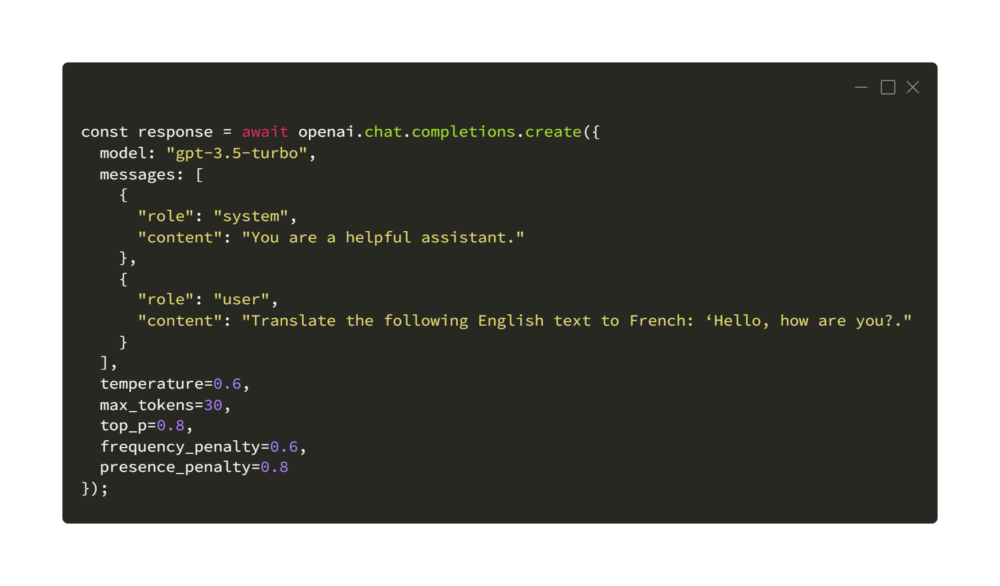 const response = await openai.chat.completions.create({
  model: "gpt-3.5-turbo",
  messages: [
    {
      "role": "system",
      "content": "You are a helpful assistant."
    },
    {
      "role": "user",
      "content": "Translate the following English text to French: ‘Hello, how are you?."
    }
  ],
  temperature=0.6,
  max_tokens=30,
  top_p=0.8,
  frequency_penalty=0.6,
  presence_penalty=0.8
});